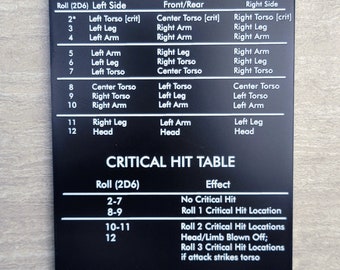 Roll (2D6) Left Side Front/Rear Right Side
2* Left Torso [crit] Center Torso [crit] Right Torso [crit]
3 Left Leg Right Arm Right Leg
4 Left Arm Right Arm Right Arm
5 Left Arm Right Leg Right Arm
6 Left Leg Right Torso Right Leg
7 Left Torso Center Torso Right Torso
8 Center Torso Left Torso Center Torso
9 Right Torso Left Leg Left Torso
10 Right Arm Left Arm Left Arm
11 Right Leg Left Arm Left Leg
12 Head Head Head
CRITICAL HIT TABLE
Roll (2D6) Effect
2-7 No Critical Hit
8-9 Roll 1 Critical Hit Location
10-11 Roll 2 Critical Hit Locations
12 Head/Limb Blown Off;
Roll 3 Critical Hit Locations
if attack strikes torso